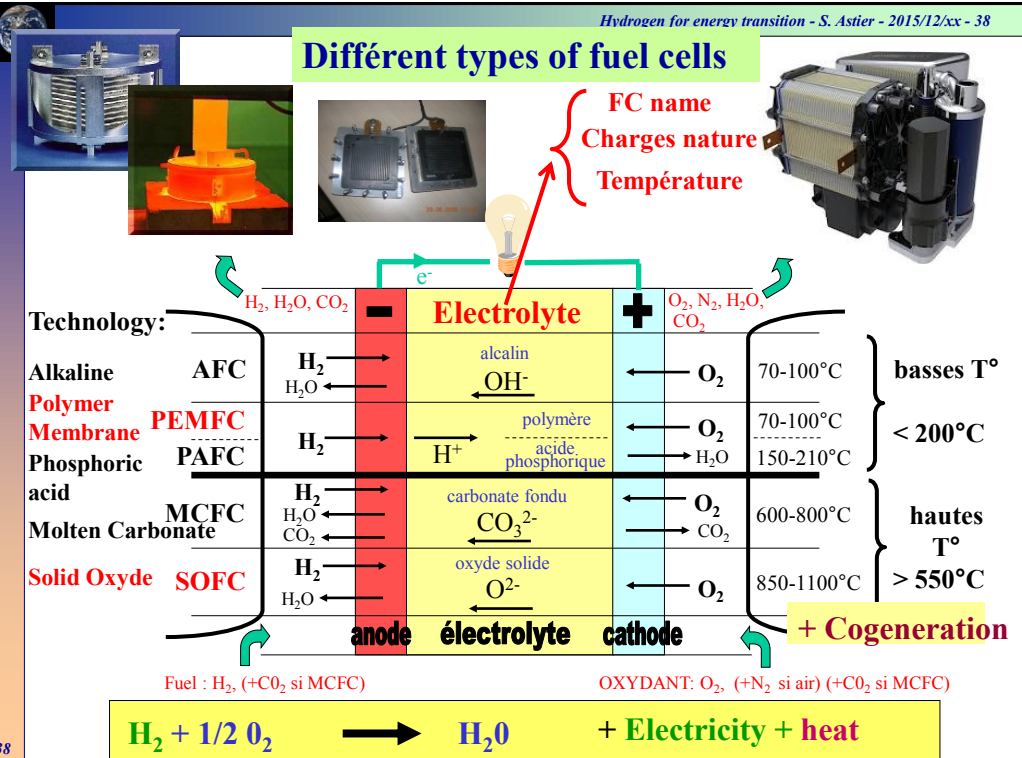 Hydrogen for energy transition - S. Astier - 2015/12/xx - 38
Différent types of fuel cells
FC name
Charges nature
Température
e-
H₂, H₂O, CO₂
−
Electrolyte
+
O₂, N₂, H₂O,
CO₂
Technology:
Alkaline
AFC
H₂
H₂O
alcalin
OH⁻
O₂
70-100°C
basses T°
< 200°C
Polymer
Membrane
PEMFC
H₂
H⁺
polymère
O₂
70-100°C
Phosphoric
acid
PAFC
acide
phosphorique
H₂O
150-210°C
Molten Carbonate
MCFC
H₂
H₂O
CO₂
carbonate fondu
CO₃²⁻
O₂
CO₂
600-800°C
hautes
T°
> 550°C
Solid Oxyde
SOFC
H₂
H₂O
oxyde solide
O²⁻
O₂
850-1100°C
+ Cogeneration
anode
électrolyte
cathode
Fuel : H₂, (+C0₂ si MCFC)
OXYDANT: O₂, (+N₂ si air) (+C0₂ si MCFC)
H₂ + 1/2 0₂ H₂0 + Electricity + heat
38